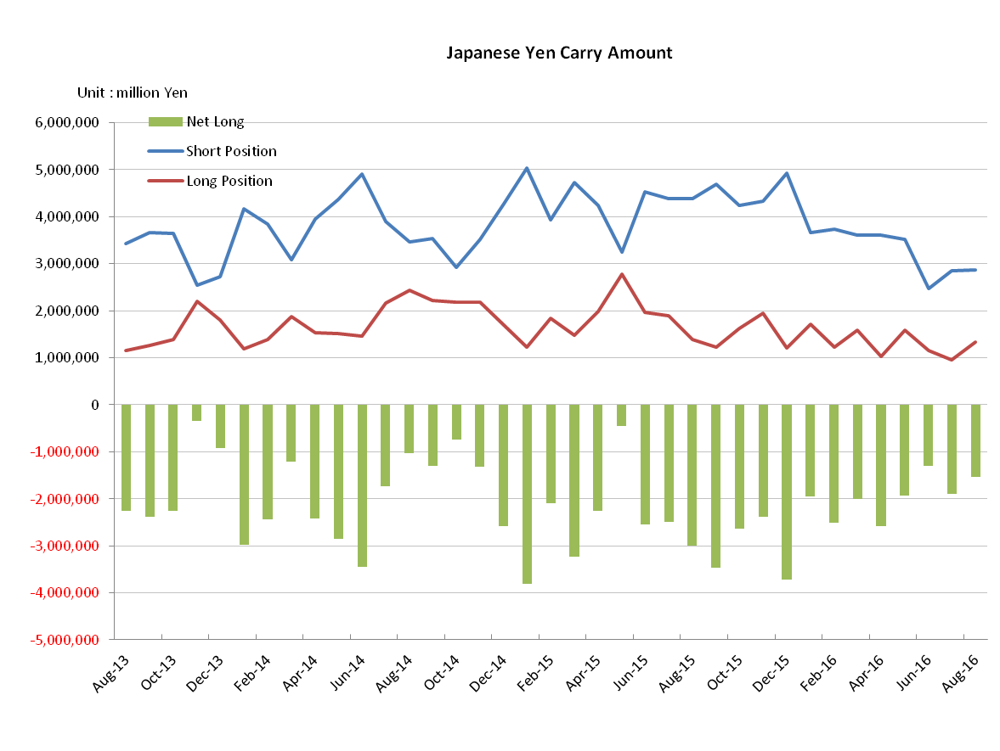 Japanese Yen Carry Amount
Unit : million Yen
Net Long
Short Position
Long Position
6,000,000
5,000,000
4,000,000
3,000,000
2,000,000
1,000,000
0
-1,000,000
-2,000,000
-3,000,000
-4,000,000
-5,000,000
Aug-13
Oct-13
Dec-13
Feb-14
Apr-14
Jun-14
Aug-14
Oct-14
Dec-14
Feb-15
Apr-15
Jun-15
Aug-15
Oct-15
Dec-15
Feb-16
Apr-16
Jun-16
Aug-16